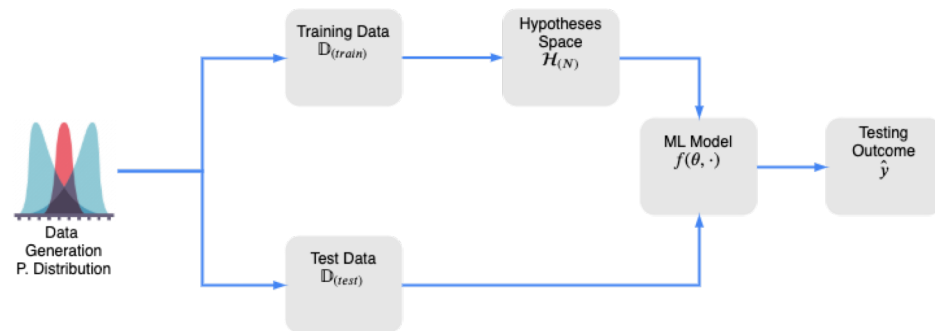 Training Data
𝔻(train)
Hypotheses
Space
ℋ(N)
ML Model
f(θ, ·)
Testing
Outcome
ŷ
Data
Generation
P. Distribution
Test Data
𝔻(test)